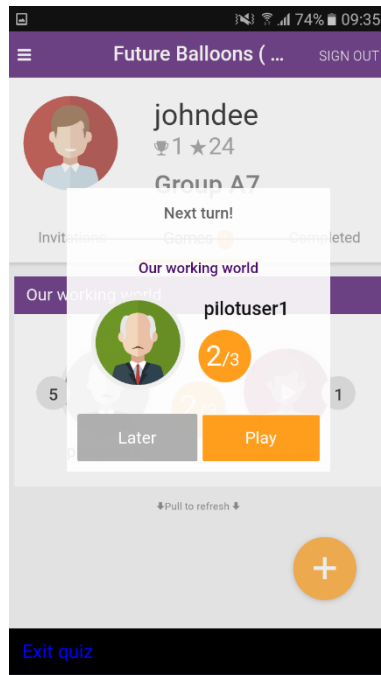 74% 09:35
Future Balloons ( ...
SIGN OUT
johndee
1 ★24
Group A7
Next turn!
Invitations
Games
Completed
Our working world
Our working world
pilotuser1
2/3
5
1
Later
Play
Pull to refresh
+
Exit quiz